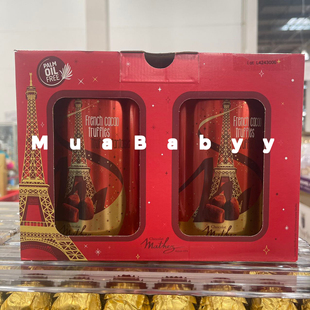 PALM
OIL
FREE
French cocoa
truffles
French cocoa
truffles
MuaBabyy
Mathez